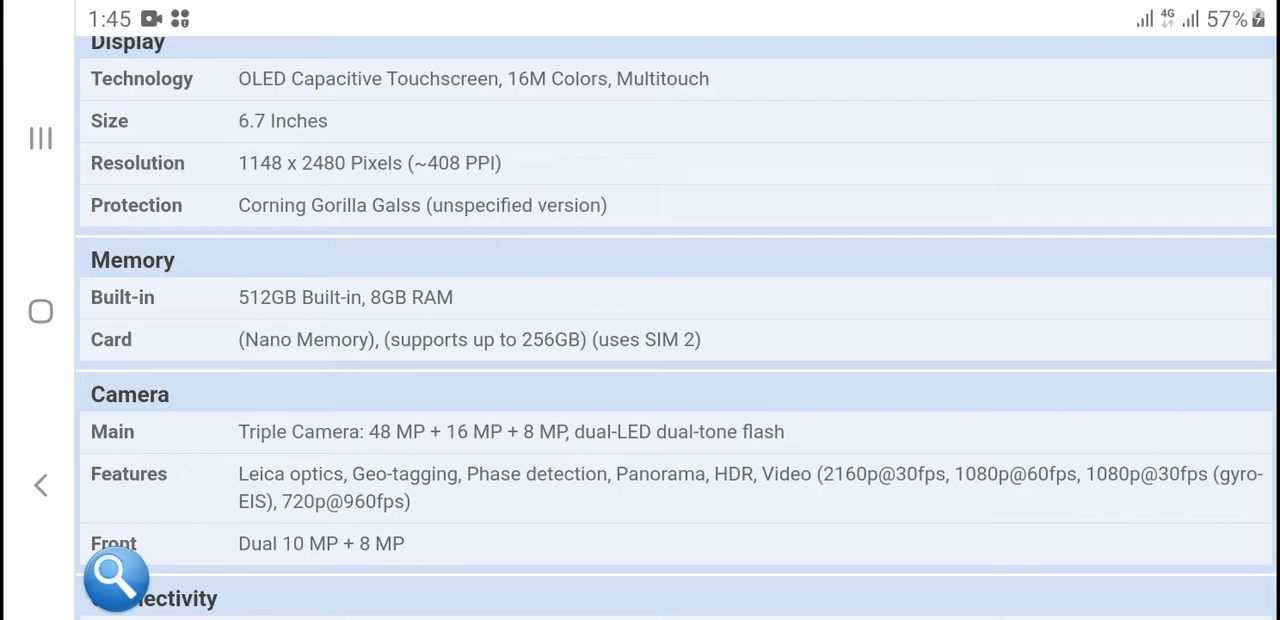 1:45 4G 57%
Display
Technology OLED Capacitive Touchscreen, 16M Colors, Multitouch
Size 6.7 Inches
Resolution 1148 x 2480 Pixels (~408 PPI)
Protection Corning Gorilla Galss (unspecified version)
Memory
Built-in 512GB Built-in, 8GB RAM
Card (Nano Memory), (supports up to 256GB) (uses SIM 2)
Camera
Main Triple Camera: 48 MP + 16 MP + 8 MP, dual-LED dual-tone flash
Features Leica optics, Geo-tagging, Phase detection, Panorama, HDR, Video (2160p@30fps, 1080p@60fps, 1080p@30fps (gyro-
EIS), 720p@960fps)
Front Dual 10 MP + 8 MP
Connectivity